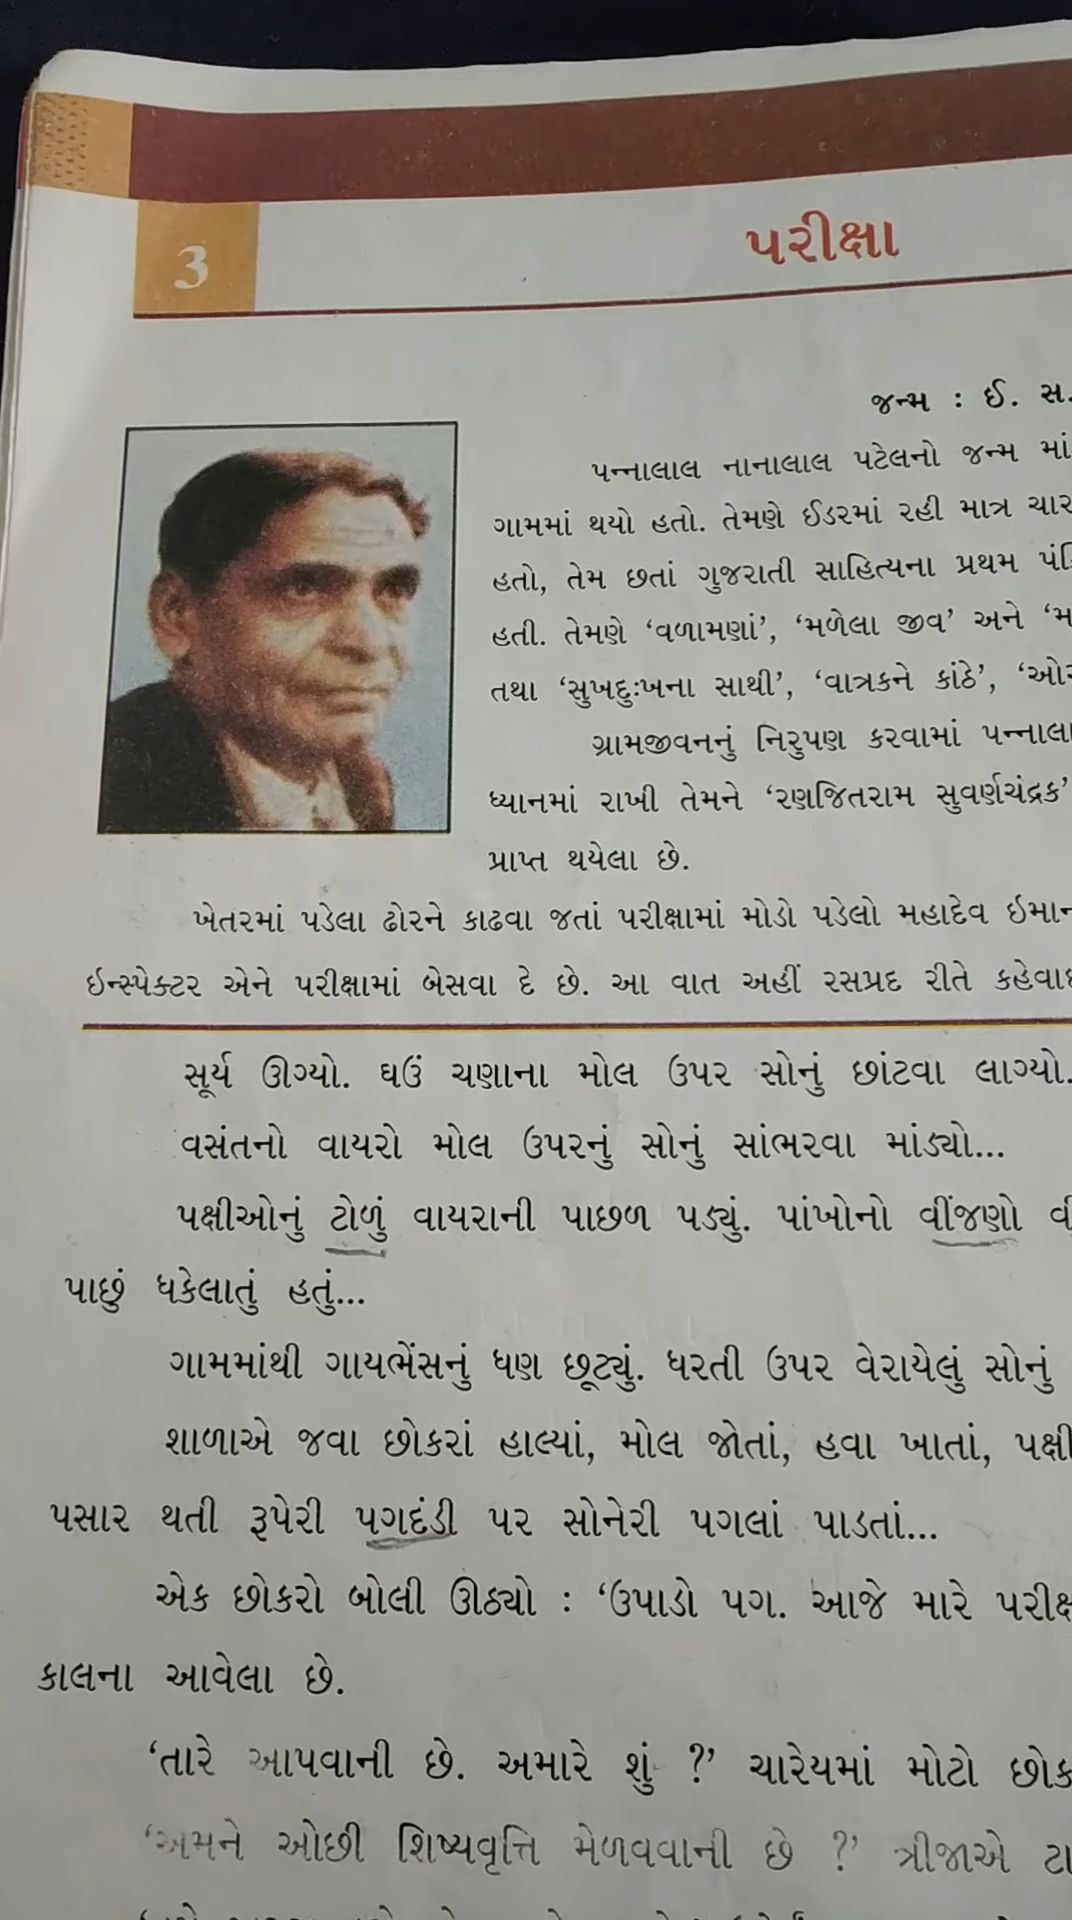 3
પરીક્ષા
જન્મ : ઈ. સ.
પન્નાલાલ નાનાલાલ પટેલનો જન્મ માં
ગામમાં થયો હતો. તેમણે ઈડરમાં રહી માત્ર ચાર
હતો, તેમ છતાં ગુજરાતી સાહિત્યના પ્રથમ
હતી. તેમણે ‘વળામણાં’, ‘મળેલા જીવ’ અને
તથા ‘સુખદુઃખના સાથી’, ‘વાત્રકને કાંઠે’,
ગ્રામજીવનનું નિરુપણ કરવામાં પન્નાલા
ધ્યાનમાં રાખી તેમને ‘રણજિતરામ સુવર્ણચંદ્રક’
પ્રાપ્ત થયેલા છે.
ખેતરમાં પડેલા ઢોરને કાઢવા જતાં પરીક્ષામાં મોડો પડેલો મહાદેવ
ઇન્સ્પેક્ટર એને પરીક્ષામાં બેસવા દે છે. આ વાત અહીં રસપ્રદ રીતે
સૂર્ય ઊગ્યો. ઘઉં ચણાના મોલ ઉપર સોનું છાંટવા લાગ્યો.
વસંતનો વાયરો મોલ ઉપરનું સોનું સાંભરવા માંડ્યો...
પક્ષીઓનું ટોળું વાયરાની પાછળ પડ્યું. પાંખોનો વીંજણો
પાછું ધકેલાતું હતું...
ગામમાંથી ગાયભેંસનું ધણ છૂટ્યું. ધરતી ઉપર વેરાયેલું સોનું
શાળાએ જવા છોકરાં હાલ્યાં, મોલ જોતાં, હવા ખાતાં, પક્ષી
પસાર થતી રૂપેરી પગદંડી પર સોનેરી પગલાં પાડતાં...
એક છોકરો બોલી ઊઠ્યો : ‘ઉપાડો પગ. આજે મારે
કાલના આવેલા છે.
‘તારે આપવાની છે. અમારે શું ?’ ચારેયમાં મોટો
‘અમને ઓછી શિષ્યવૃત્તિ મેળવવાની છે ?’ ત્રીજાએ